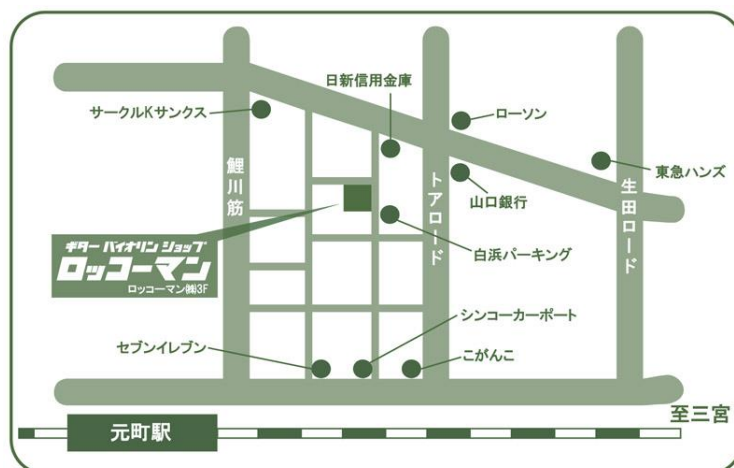 日新信用金庫
サークルKサンクス
ローソン
鯉川筋
トアロード
生田ロード
東急ハンズ
山口銀行
白浜パーキング
ギター バイオリン ショップ
ロッコーマン
ロッコーマン㈱3F
シンコーカーポート
セブンイレブン
こがんこ
至三宮
元町駅